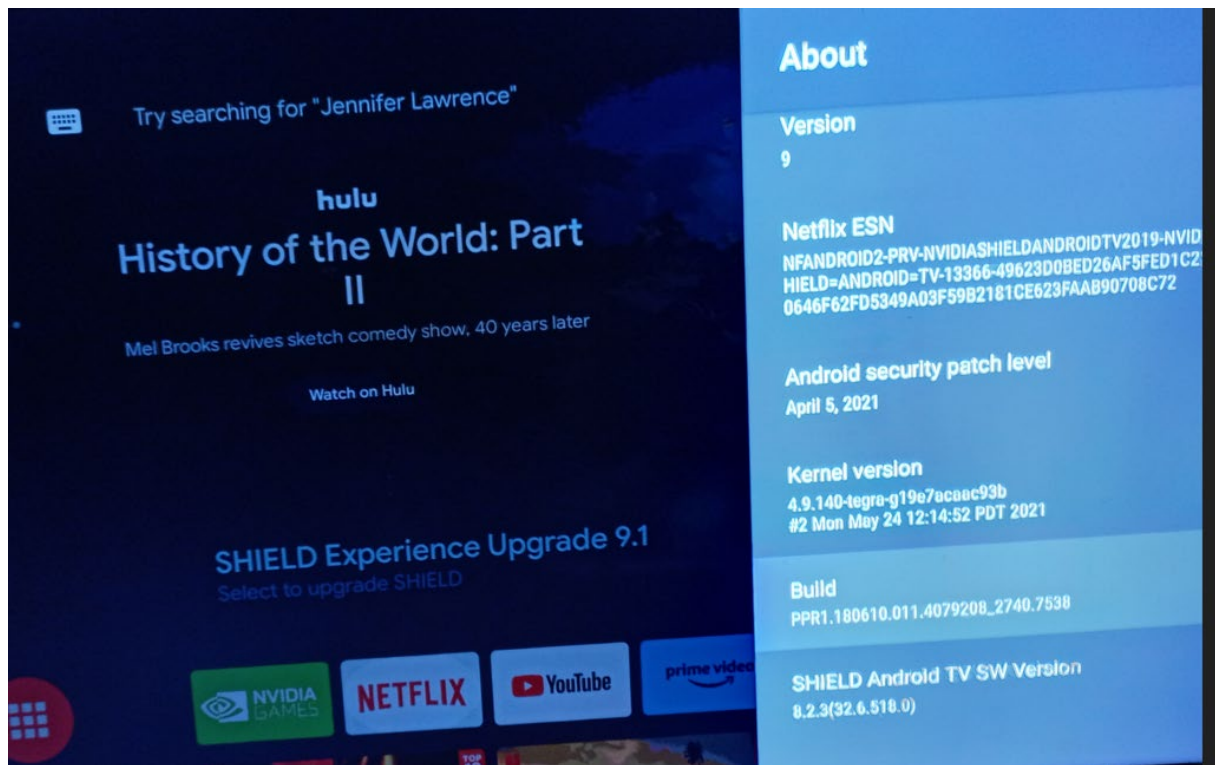 Try searching for "Jennifer Lawrence"
hulu
History of the World: Part
II
Mel Brooks revives sketch comedy show, 40 years later
Watch on Hulu
SHIELD Experience Upgrade 9.1
Select to upgrade SHIELD
NVIDIA
GAMES
NETFLIX
YouTube
prime video
TOP
About
Version
9
Netflix ESN
NFANDROID2-PRV-NVIDIASHIELDANDROIDTV2019-NVID
HIELD=ANDROID=TV-13366-49623D0BED26AF5FED1C2
0646F62FD5349A03F59B2181CE623FAAB90708C72
Android security patch level
April 5, 2021
Kernel version
4.9.140-tegra-g19e7acaac93b
#2 Mon May 24 12:14:52 PDT 2021
Build
PPR1.180610.011.4079208_2740.7538
SHIELD Android TV SW Version
8.2.3(32.6.518.0)